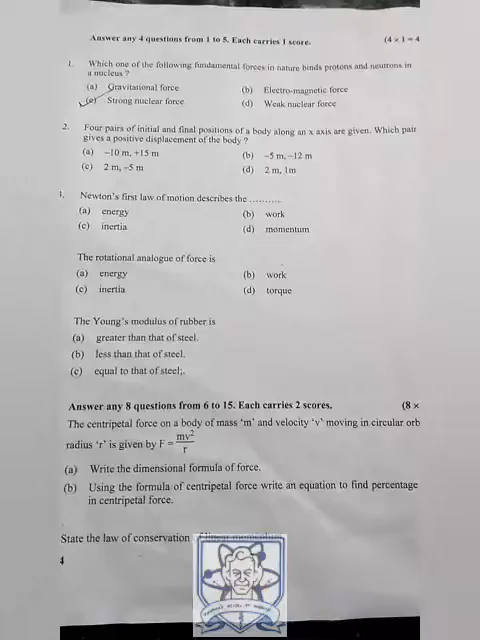 Answer any 4 questions from 1 to 5. Each carries 1 score. (4 × 1 = 4
1. Which one of the following fundamental forces in nature binds protons and neutrons in
a nucleus ?
(a) Gravitational force (b) Electro-magnetic force
(c) Strong nuclear force (d) Weak nuclear force
2. Four pairs of initial and final positions of a body along an x axis are given. Which pair
gives a positive displacement of the body ?
(a) –10 m, +15 m (b) –5 m, –12 m
(c) 2 m, –5 m (d) 2 m, 1m
Newton's first law of motion describes the ..........
(a) energy (b) work
(c) inertia (d) momentum
The rotational analogue of force is
(a) energy (b) work
(c) inertia (d) torque
The Young's modulus of rubber is
(a) greater than that of steel.
(b) less than that of steel.
(c) equal to that of steel;.
Answer any 8 questions from 6 to 15. Each carries 2 scores. (8 ×
The centripetal force on a body of mass 'm' and velocity 'v' moving in circular orb
radius 'r' is given by F = mv²/r
(a) Write the dimensional formula of force.
(b) Using the formula of centripetal force write an equation to find percentage
in centripetal force.
State the law of conservation of linear momentum
4